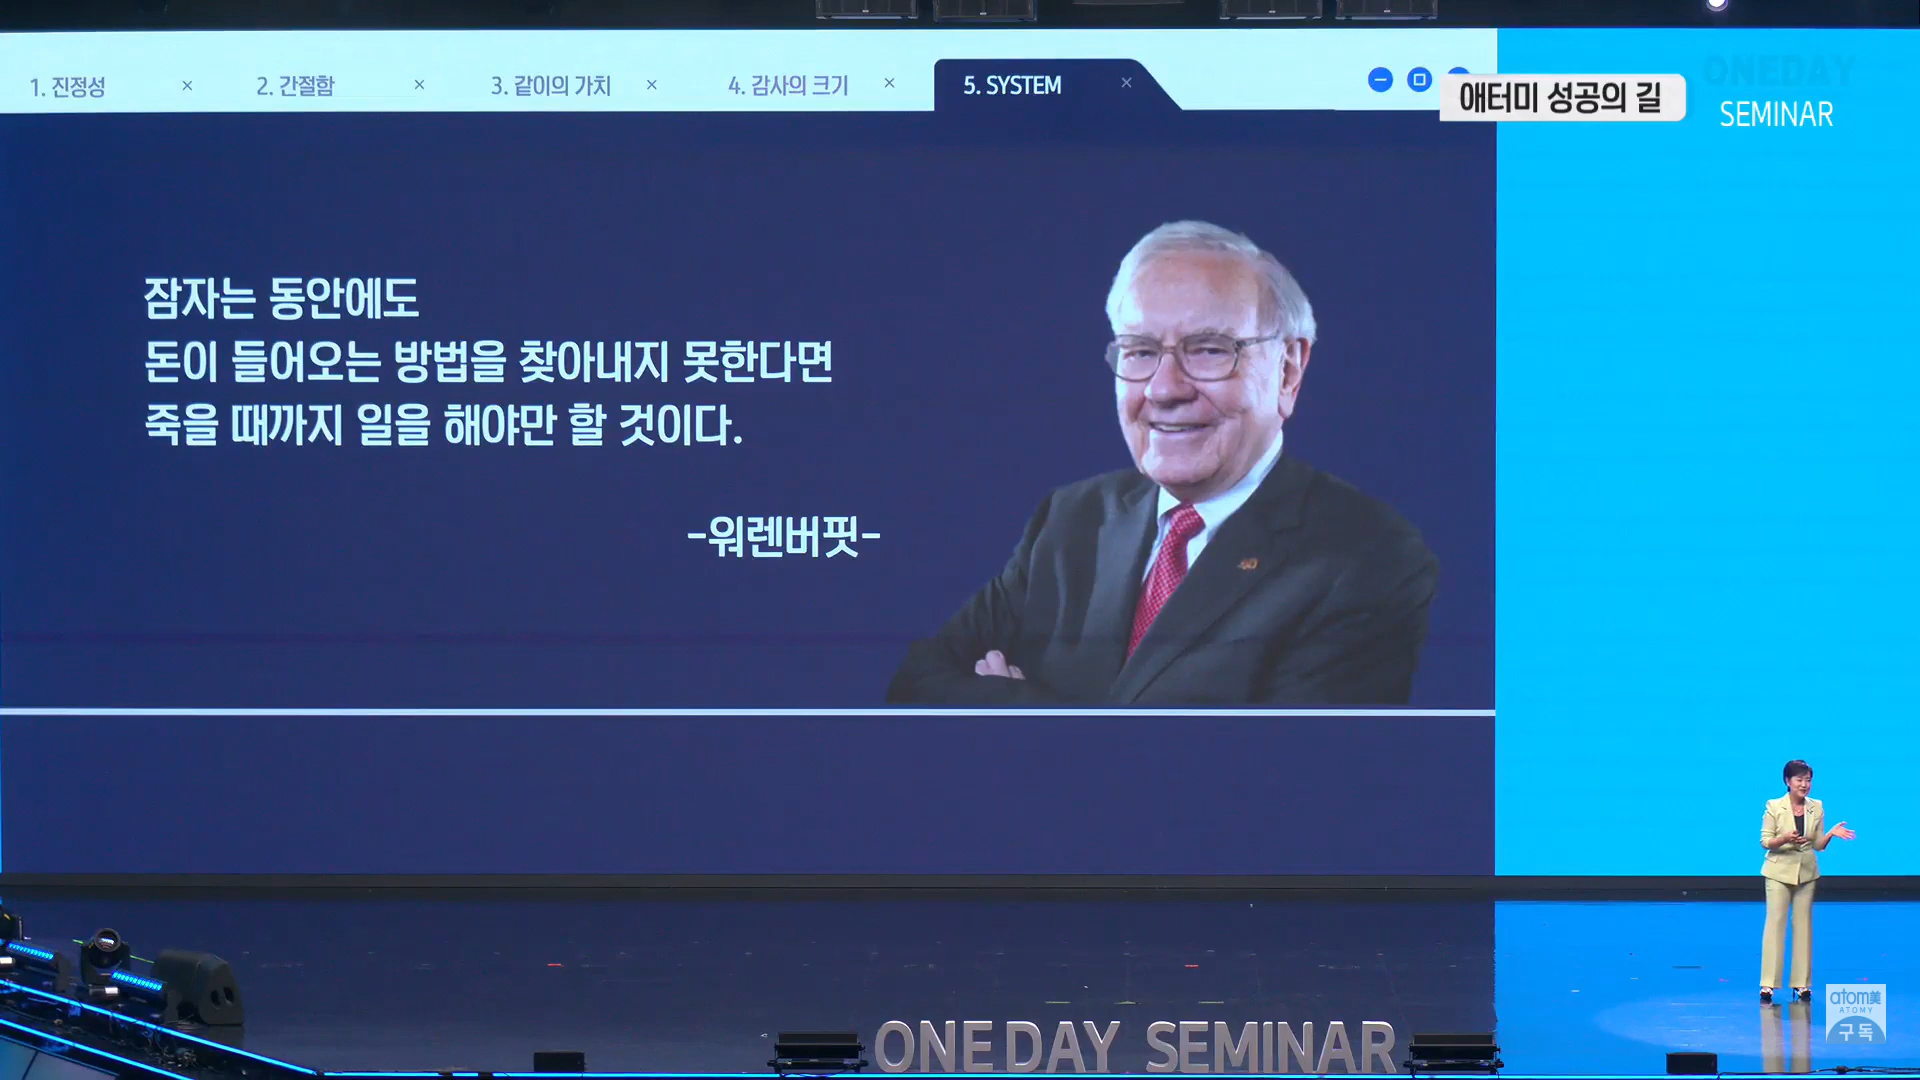 1. 진정성 ×
2. 간절함 ×
3. 같이의 가치 ×
4. 감사의 크기 ×
5. SYSTEM ×
애터미 성공의 길
ONEDAY
SEMINAR
잠자는 동안에도
돈이 들어오는 방법을 찾아내지 못한다면
죽을 때까지 일을 해야만 할 것이다.
-워렌버핏-
ONE DAY SEMINAR
atom美
ATOMY
구독